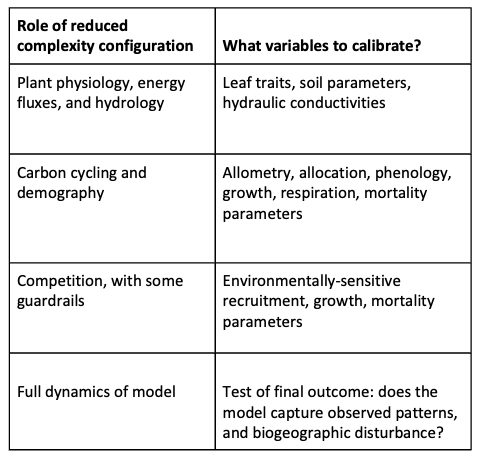 Role of reduced
complexity configuration
What variables to calibrate?
Plant physiology, energy
fluxes, and hydrology
Leaf traits, soil parameters,
hydraulic conductivities
Carbon cycling and
demography
Allometry, allocation, phenology,
growth, respiration, mortality
parameters
Competition, with some
guardrails
Environmentally-sensitive
recruitment, growth, mortality
parameters
Full dynamics of model
Test of final outcome: does the
model capture observed patterns,
and biogeographic disturbance?